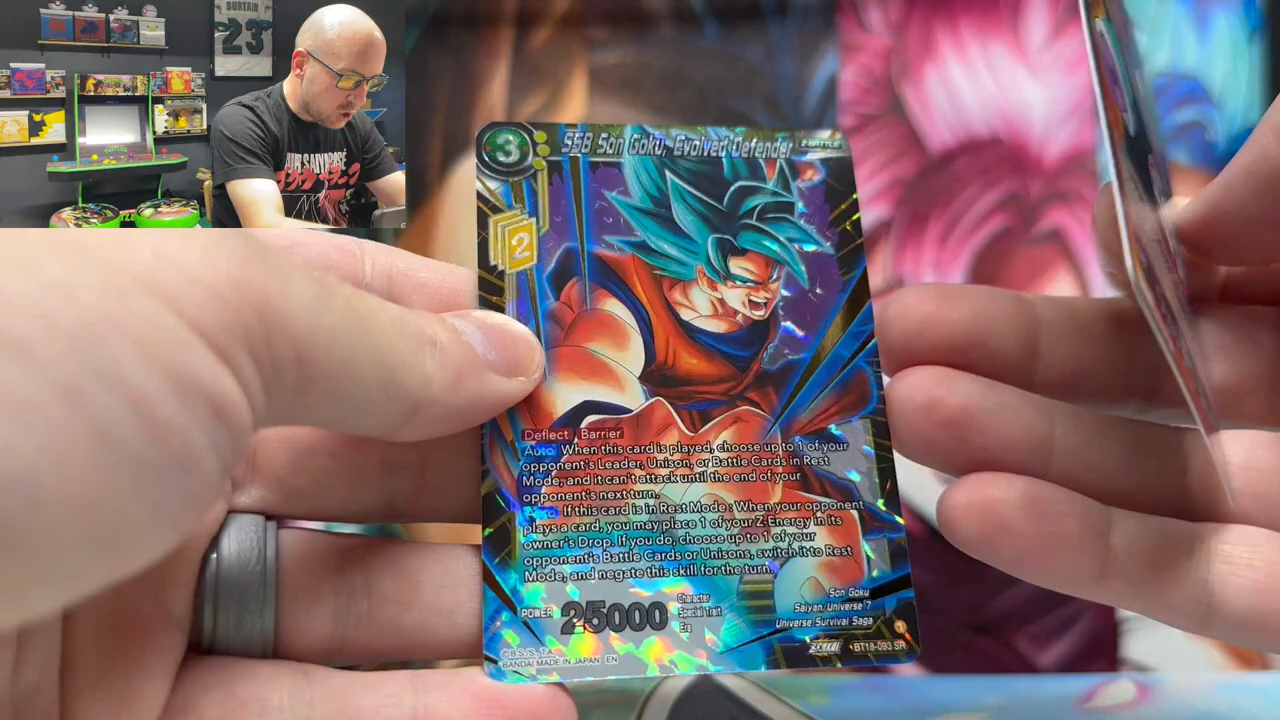 SURTAIN
23
3
SSB Son Goku, Evolved Defender
Z-BATTLE
2
Deflect Barrier
Auto When this card is played, choose up to 1 of your
opponent's Leader, Unison, or Battle Cards in Rest
Mode, and it can't attack until the end of your
opponent's next turn.
If this card is in Rest Mode : When your opponent
plays a card, you may place 1 of your Z-Energy in its
owner's Drop. If you do, choose up to 1 of your
opponent's Battle Cards or Unisons, switch it to Rest
Mode, and negate this skill for the turn.
POWER 25000
Character Son Goku
Special Trait Saiyan/Universe 7
Era Universe Survival Saga
©B.S./S.,T.A.
BANDAI MADE IN JAPAN EN
ZENKAI BT18-093 SR
1